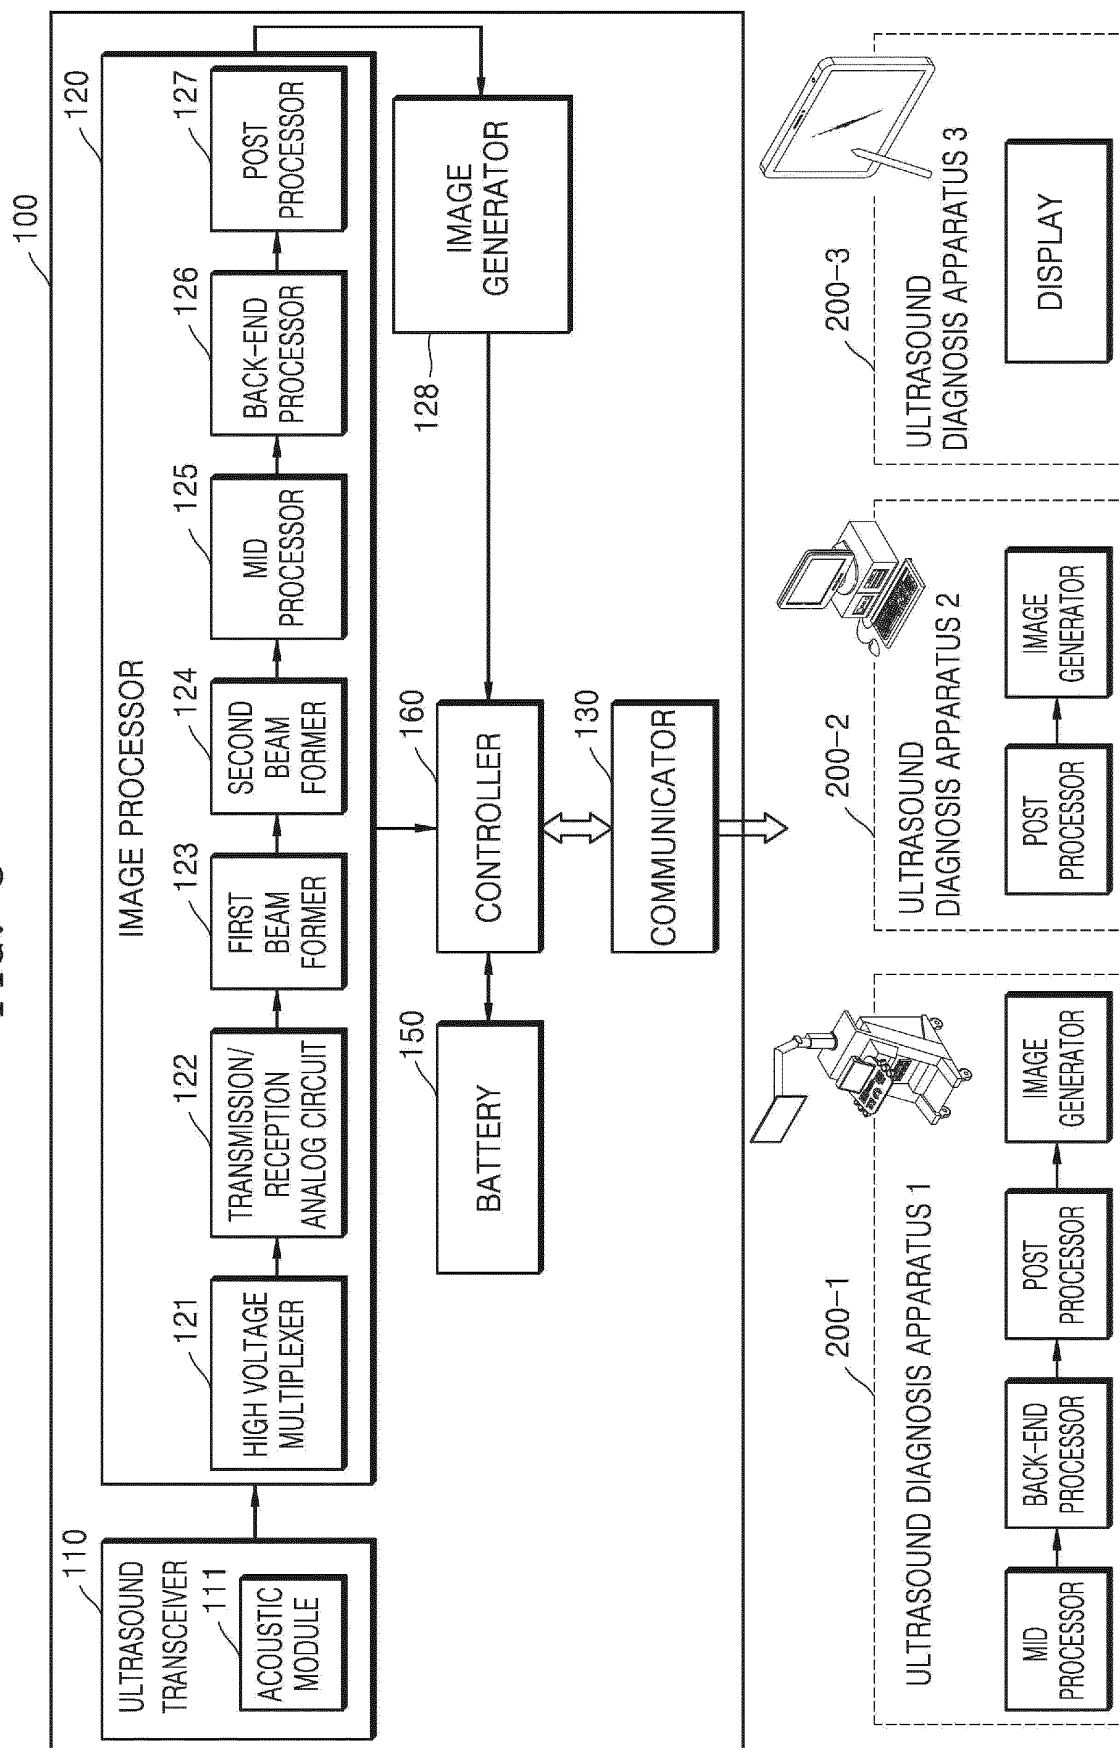 100
120
IMAGE PROCESSOR
110
ULTRASOUND
TRANSCEIVER
111
ACOUSTIC
MODULE
121
HIGH VOLTAGE
MULTIPLEXER
122
TRANSMISSION/
RECEPTION
ANALOG CIRCUIT
123
FIRST
BEAM
FORMER
124
SECOND
BEAM
FORMER
125
MID
PROCESSOR
126
BACK-END
PROCESSOR
127
POST
PROCESSOR
150
BATTERY
160
CONTROLLER
128
IMAGE
GENERATOR
130
COMMUNICATOR
200-1
ULTRASOUND DIAGNOSIS APPARATUS 1
MID
PROCESSOR
BACK-END
PROCESSOR
POST
PROCESSOR
IMAGE
GENERATOR
200-2
ULTRASOUND
DIAGNOSIS APPARATUS 2
POST
PROCESSOR
IMAGE
GENERATOR
200-3
ULTRASOUND
DIAGNOSIS APPARATUS 3
DISPLAY